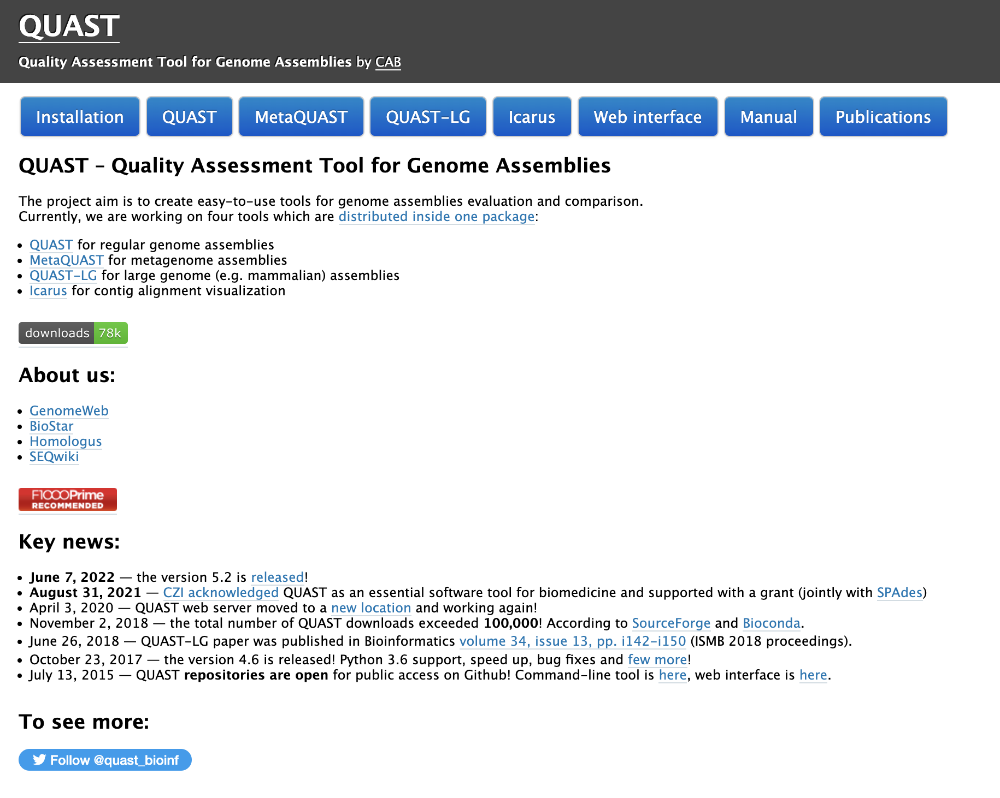 QUAST
Quality Assessment Tool for Genome Assemblies by CAB
Installation
QUAST
MetaQUAST
QUAST-LG
Icarus
Web interface
Manual
Publications
QUAST – Quality Assessment Tool for Genome Assemblies
The project aim is to create easy-to-use tools for genome assemblies evaluation and comparison.
Currently, we are working on four tools which are distributed inside one package:
• QUAST for regular genome assemblies
• MetaQUAST for metagenome assemblies
• QUAST-LG for large genome (e.g. mammalian) assemblies
• Icarus for contig alignment visualization
downloads 78k
About us:
• GenomeWeb
• BioStar
• Homologus
• SEQwiki
F1000Prime
RECOMMENDED
Key news:
• June 7, 2022 — the version 5.2 is released!
• August 31, 2021 — CZI acknowledged QUAST as an essential software tool for biomedicine and supported with a grant (jointly with SPAdes)
• April 3, 2020 — QUAST web server moved to a new location and working again!
• November 2, 2018 — the total number of QUAST downloads exceeded 100,000! According to SourceForge and Bioconda.
• June 26, 2018 — QUAST-LG paper was published in Bioinformatics volume 34, issue 13, pp. i142-i150 (ISMB 2018 proceedings).
• October 23, 2017 — the version 4.6 is released! Python 3.6 support, speed up, bug fixes and few more!
• July 13, 2015 — QUAST repositories are open for public access on Github! Command-line tool is here, web interface is here.
To see more:
Follow @quast_bioinf